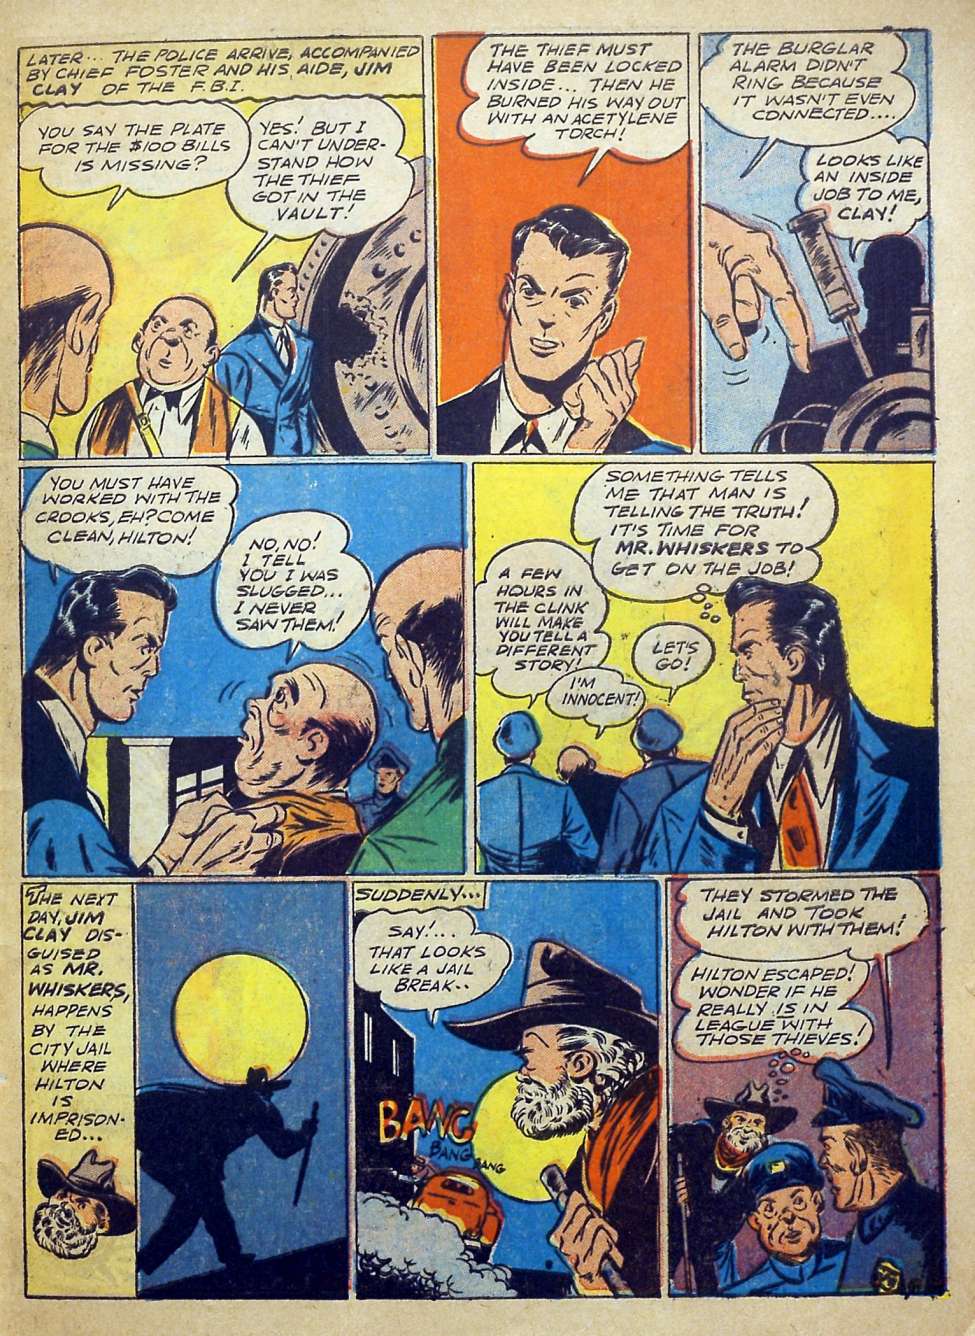 LATER... THE POLICE ARRIVE, ACCOMPANIED
BY CHIEF FOSTER AND HIS AIDE, JIM
CLAY OF THE F.B.I.
YOU SAY THE PLATE
FOR THE $100 BILLS
IS MISSING?
YES! BUT I
CAN'T UNDER-
STAND HOW
THE THIEF
GOT IN THE
VAULT!
THE THIEF MUST
HAVE BEEN LOCKED
INSIDE... THEN HE
BURNED HIS WAY OUT
WITH AN ACETYLENE
TORCH!
THE BURGLAR
ALARM DIDN'T
RING BECAUSE
IT WASN'T EVEN
CONNECTED....
LOOKS LIKE
AN INSIDE
JOB TO ME,
CLAY!
YOU MUST HAVE
WORKED WITH THE
CROOKS, EH? COME
CLEAN, HILTON!
NO, NO!
I TELL
YOU I WAS
SLUGGED...
I NEVER
SAW THEM!
SOMETHING TELLS
ME THAT MAN IS
TELLING THE TRUTH!
IT'S TIME FOR
MR. WHISKERS TO
GET ON THE JOB!
A FEW
HOURS IN
THE CLINK
WILL MAKE
YOU TELL A
DIFFERENT
STORY!
I'M
INNOCENT!
LET'S
GO!
THE NEXT
DAY, JIM
CLAY DIS-
GUISED
AS MR.
WHISKERS,
HAPPENS
BY THE
CITY JAIL
WHERE
HILTON
IS
IMPRISON-
ED...
SUDDENLY...
SAY!...
THAT LOOKS
LIKE A JAIL
BREAK..
BANG
BANG
BANG
THEY STORMED THE
JAIL AND TOOK
HILTON WITH THEM!
HILTON ESCAPED!
WONDER IF HE
REALLY IS IN
LEAGUE WITH
THOSE THIEVES!